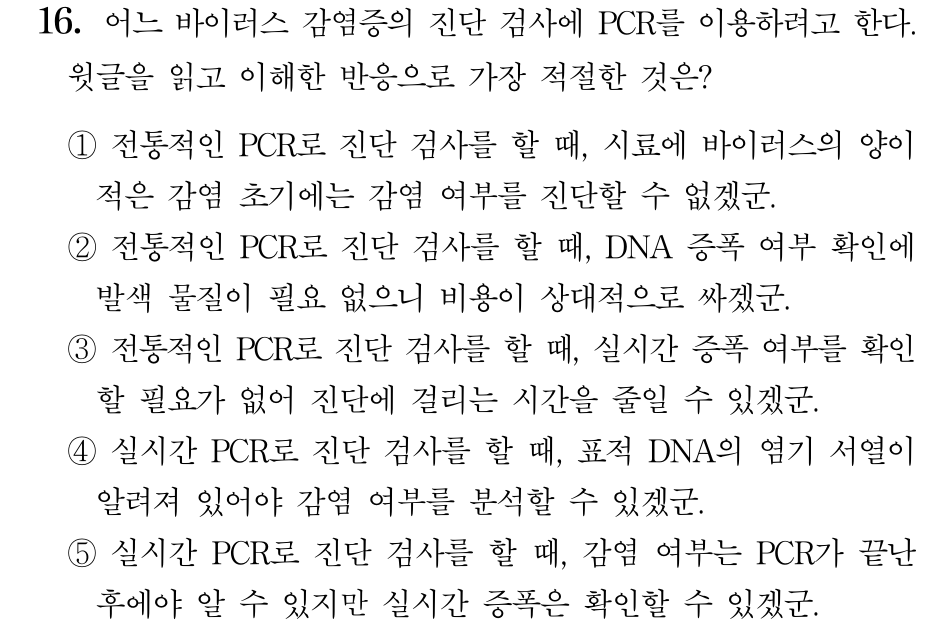 16. 어느 바이러스 감염증의 진단 검사에 PCR를 이용하려고 한다.
윗글을 읽고 이해한 반응으로 가장 적절한 것은?
① 전통적인 PCR로 진단 검사를 할 때, 시료에 바이러스의 양이
적은 감염 초기에는 감염 여부를 진단할 수 없겠군.
② 전통적인 PCR로 진단 검사를 할 때, DNA 증폭 여부 확인에
발색 물질이 필요 없으니 비용이 상대적으로 싸겠군.
③ 전통적인 PCR로 진단 검사를 할 때, 실시간 증폭 여부를 확인
할 필요가 없어 진단에 걸리는 시간을 줄일 수 있겠군.
④ 실시간 PCR로 진단 검사를 할 때, 표적 DNA의 염기 서열이
알려져 있어야 감염 여부를 분석할 수 있겠군.
⑤ 실시간 PCR로 진단 검사를 할 때, 감염 여부는 PCR가 끝난
후에야 알 수 있지만 실시간 증폭은 확인할 수 있겠군.